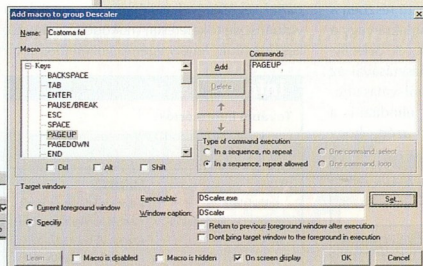 Add macro to group Descaler
Name: Csatorna fel
Macro
Keys
BACKSPACE
TAB
ENTER
PAUSE/BREAK
ESC
SPACE
PAGEUP
PAGEDOWN
END
Ctrl Alt Shift
Add
Delete
Commands
PAGEUP
Type of command execution
In a sequence, no repeat
One command, select
In a sequence, repeat allowed
One command, loop
Target window
Current foreground window
Specifiy
Executable: DScaler.exe
Set...
Window caption: DScaler
Return to previous foreground window after execution
Dont bring target window to the foreground in execution
Learn...
Macro is disabled
Macro is hidden
On screen display
OK
Cancel